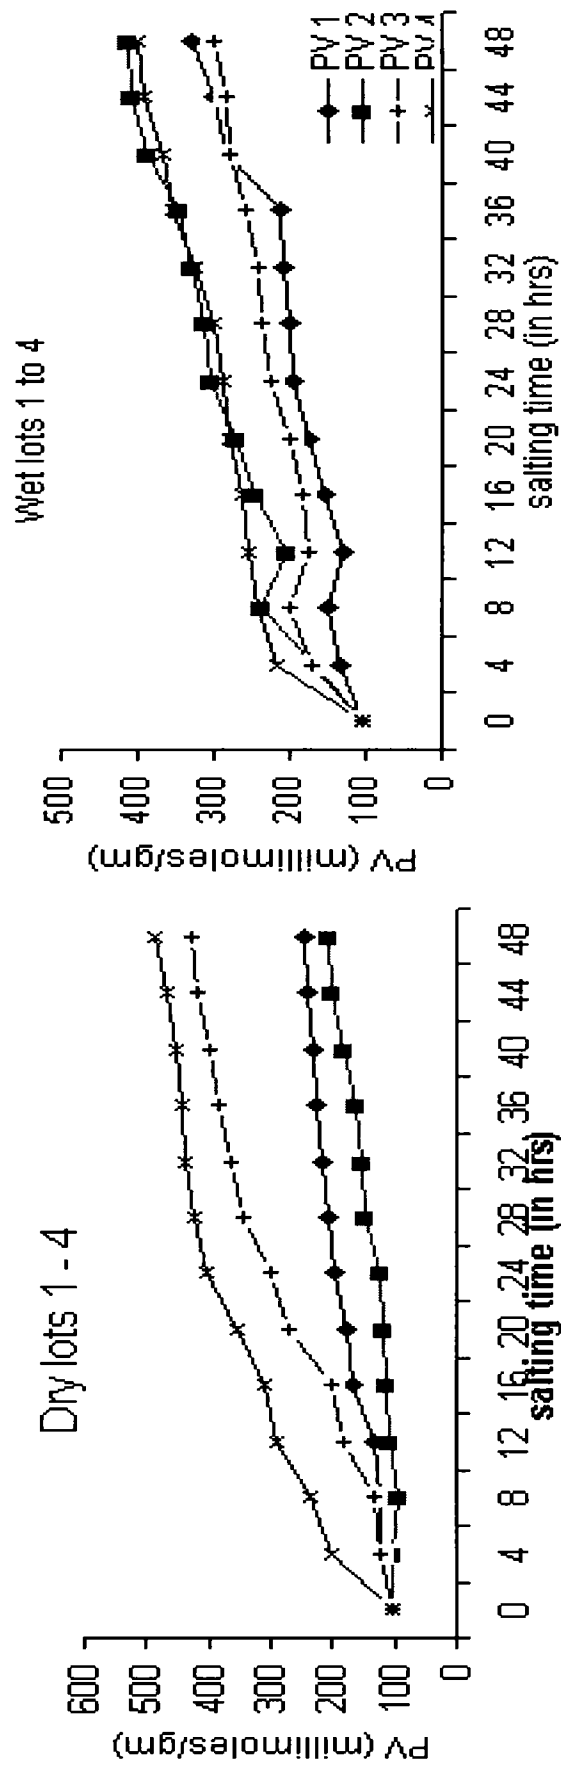 Dry lots 1 - 4
PV (millimoles/gm)
600
500
400
300
200
100
0
0 4 8 12 16 20 24 28 32 36 40 44 48
salting time (in hrs)
Wet lots 1 to 4
PV (millimoles/gm)
500
400
300
200
100
0
0 4 8 12 16 20 24 28 32 36 40 44 48
salting time (in hrs)
PV 1
PV 2
PV 3
PV 4